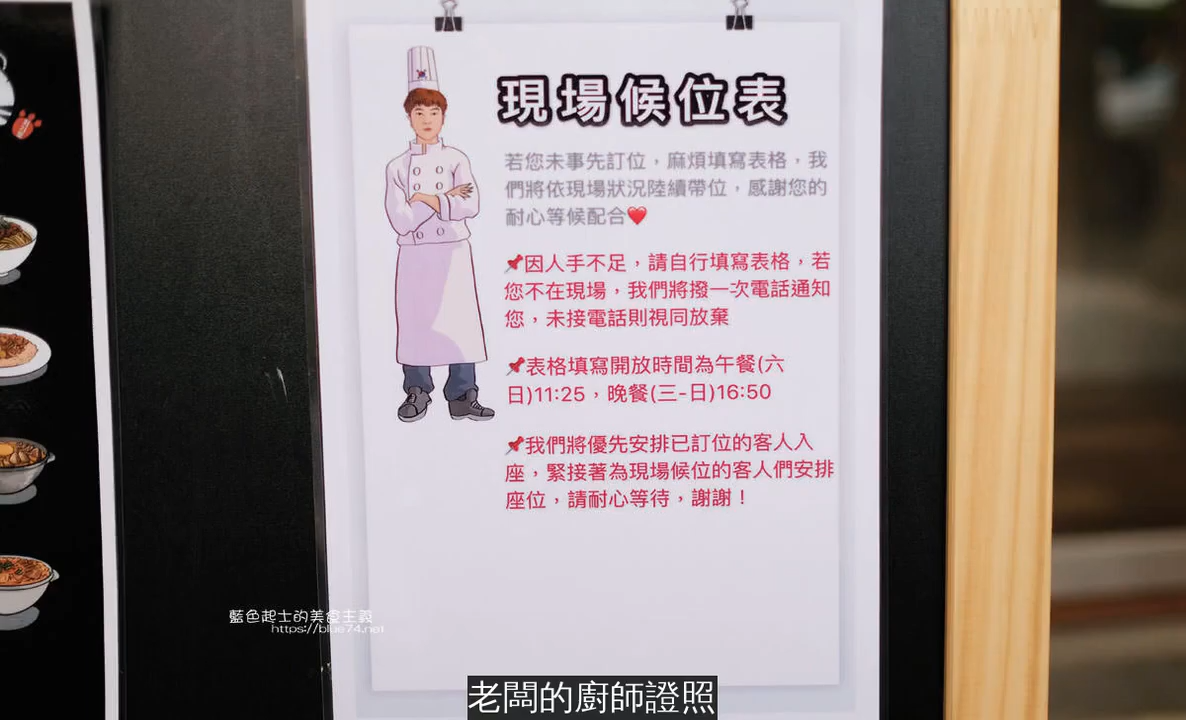 現場候位表
若您未事先訂位，麻煩填寫表格，我
們將依現場狀況陸續帶位，感謝您的
耐心等候配合❤️
📌因人手不足，請自行填寫表格，若
您不在現場，我們將撥一次電話通知
您，未接電話則視同放棄
📌表格填寫開放時間為午餐(六
日)11:25，晚餐(三-日)16:50
📌我們將優先安排已訂位的客人入
座，緊接著為現場候位的客人們安排
座位，請耐心等待，謝謝！
藍色起士的美食主義
https://blue74.net
老闆的廚師證照